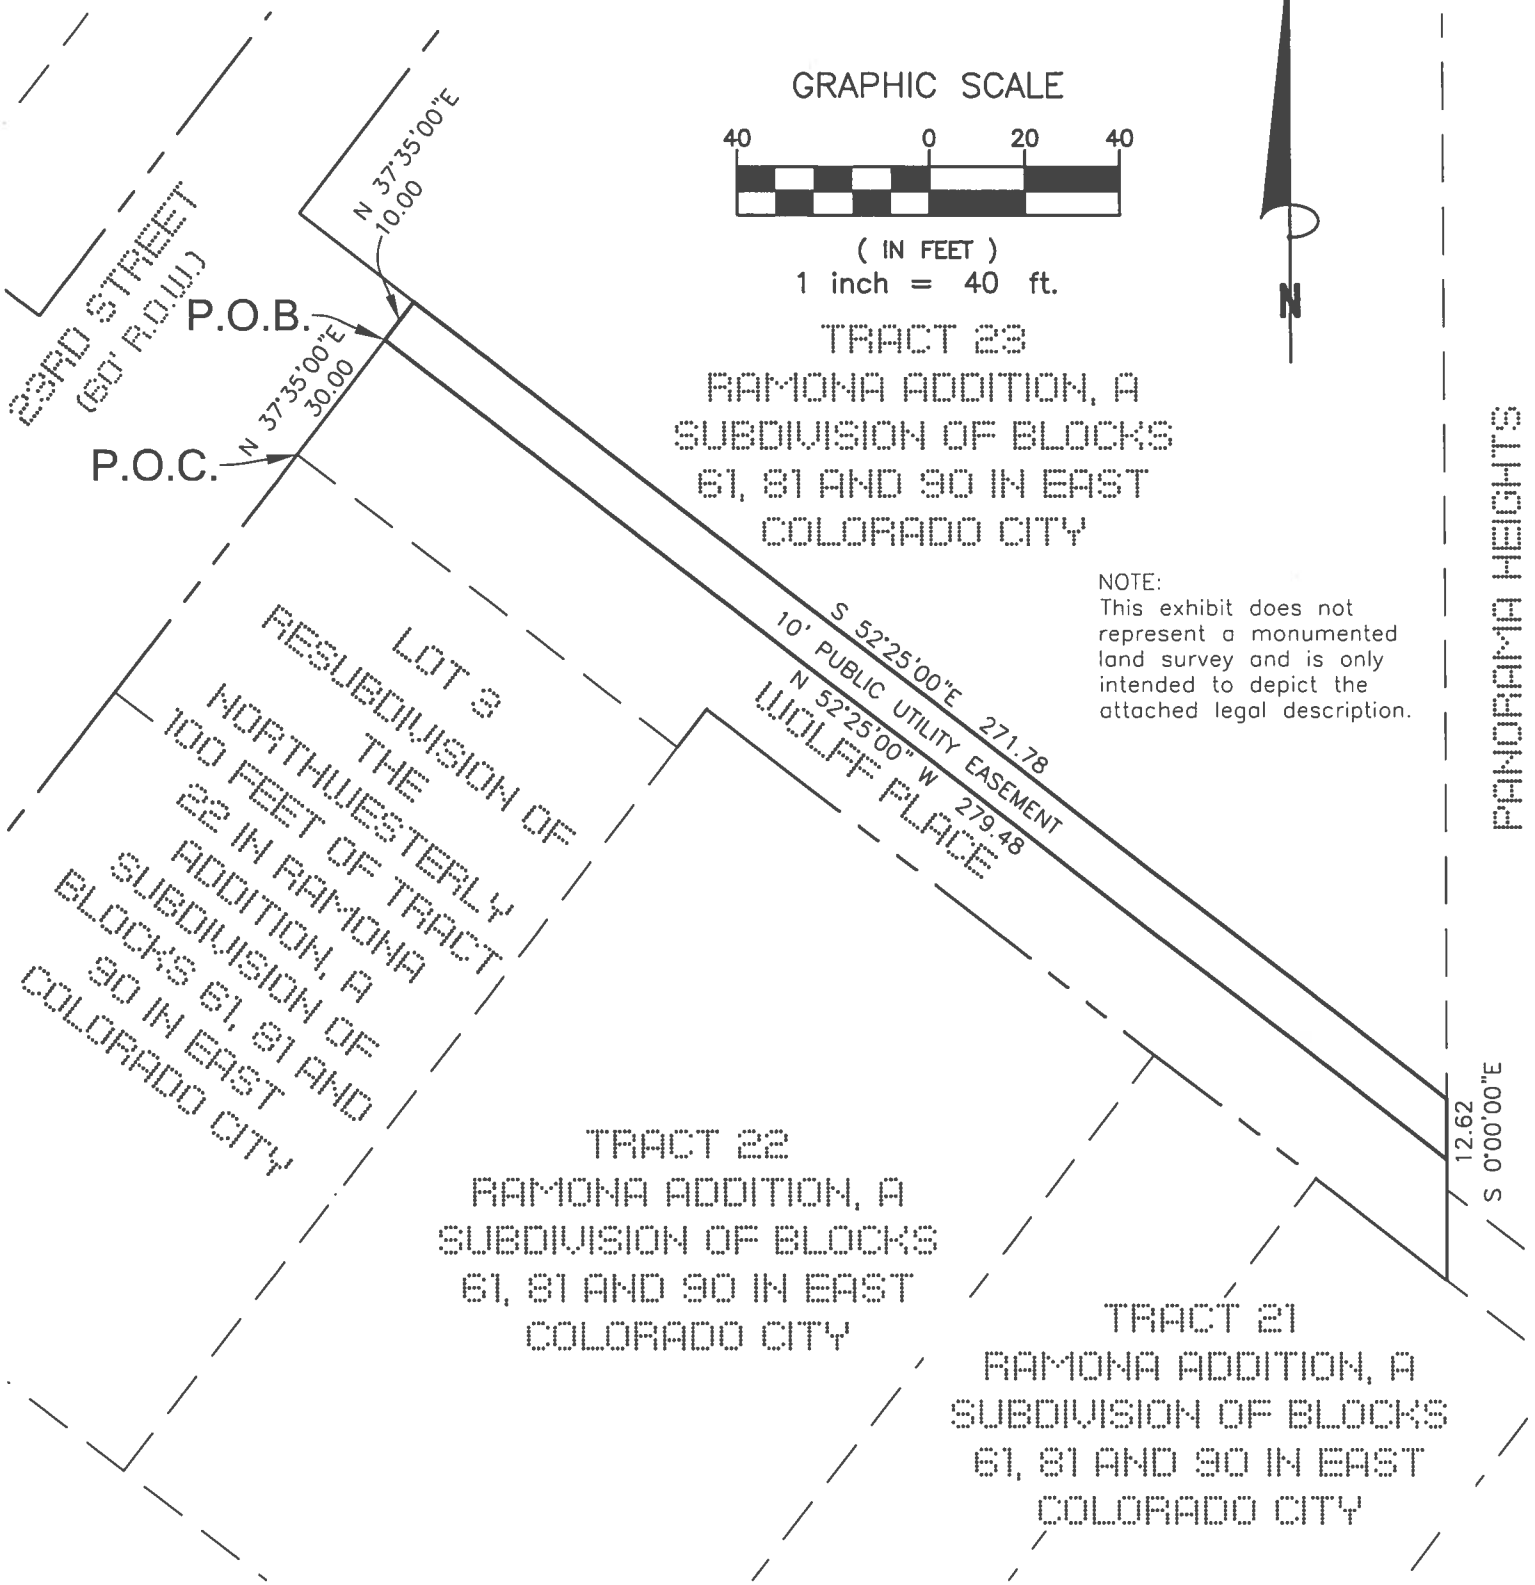 GRAPHIC SCALE
40 0 20 40
( IN FEET )
1 inch = 40 ft.
N
N 37°35'00"E
10.00
23RD STREET
(60' R.O.W.)
P.O.B.
N 37°35'00"E
30.00
P.O.C.
TRACT 23
RAMONA ADDITION, A
SUBDIVISION OF BLOCKS
61, 81 AND 90 IN EAST
COLORADO CITY
PANORAMA HEIGHTS
NOTE:
This exhibit does not
represent a monumented
land survey and is only
intended to depict the
attached legal description.
S 52°25'00"E 271.78
10' PUBLIC UTILITY EASEMENT
N 52°25'00" W 279.48
WOLFF PLACE
LOT 3
RESUBDIVISION OF
THE
NORTHWESTERLY
100 FEET OF TRACT
22 IN RAMONA
ADDITION, A
SUBDIVISION OF
BLOCKS 61, 81 AND
90 IN EAST
COLORADO CITY
12.62
S 0°00'00"E
TRACT 22
RAMONA ADDITION, A
SUBDIVISION OF BLOCKS
61, 81 AND 90 IN EAST
COLORADO CITY
TRACT 21
RAMONA ADDITION, A
SUBDIVISION OF BLOCKS
61, 81 AND 90 IN EAST
COLORADO CITY